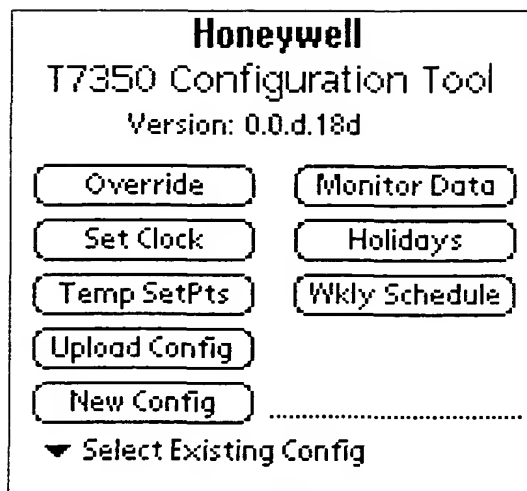 Honeywell
T7350 Configuration Tool
Version: 0.0.d.18d
Override Monitor Data
Set Clock Holidays
Temp SetPts Wkly Schedule
Upload Config
New Config
Select Existing Config